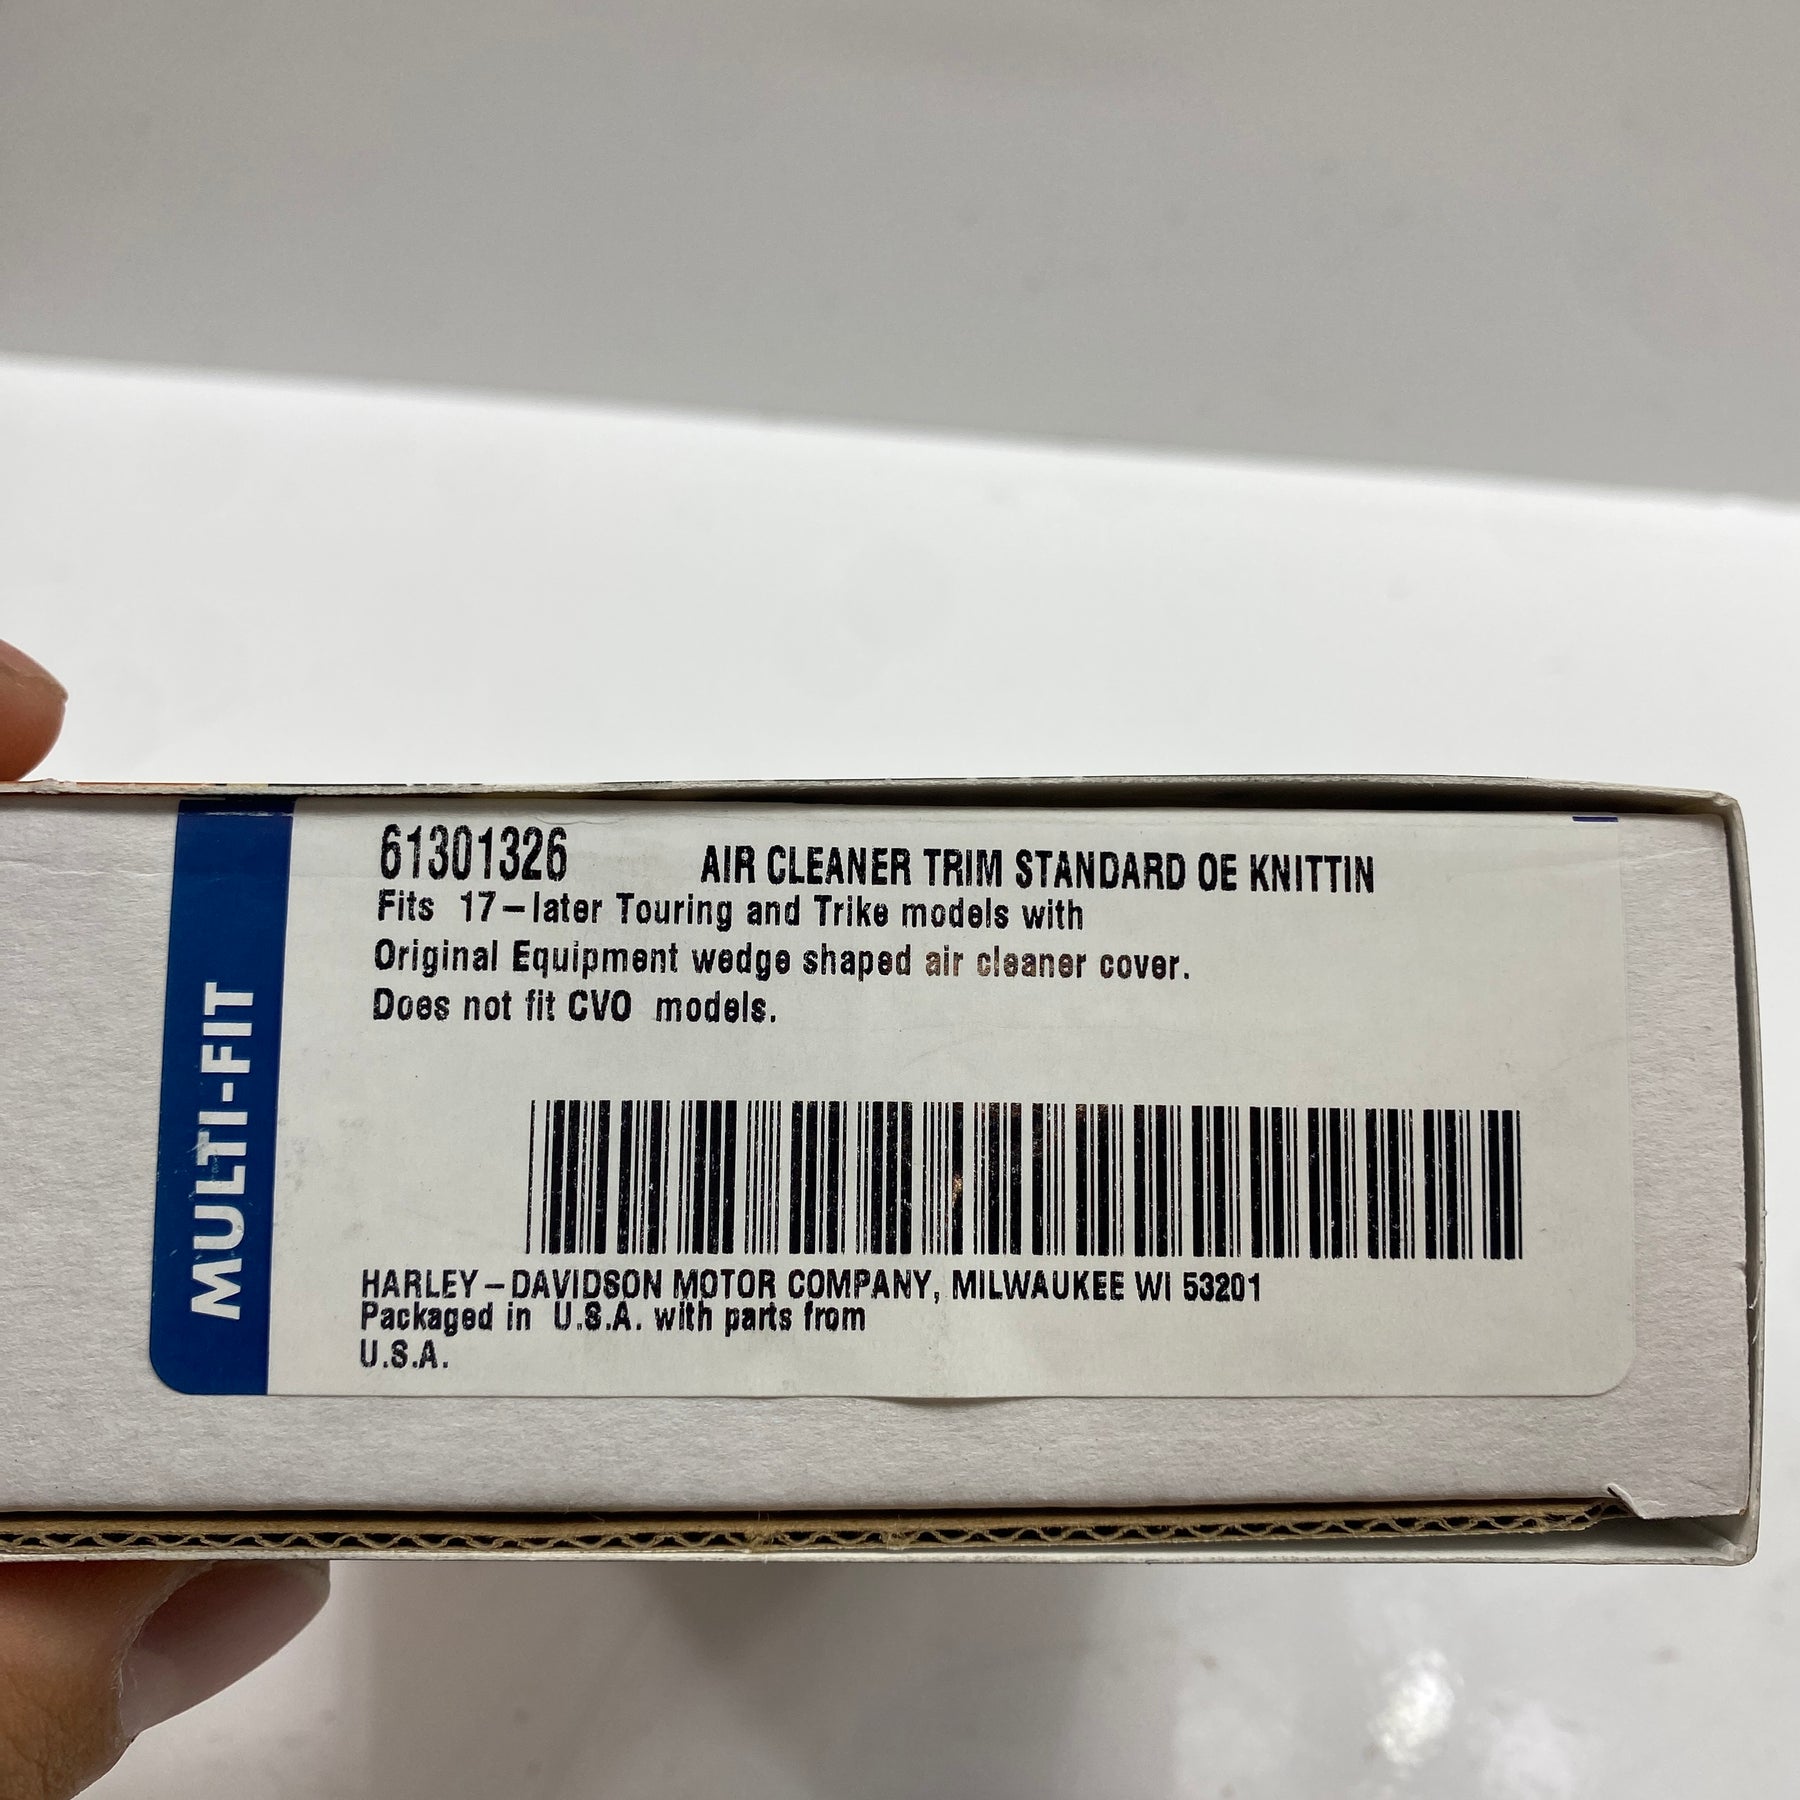 MULTI-FIT
61301326 AIR CLEANER TRIM STANDARD OE KNITTIN
Fits 17-later Touring and Trike models with
Original Equipment wedge shaped air cleaner cover.
Does not fit CVO models.
HARLEY-DAVIDSON MOTOR COMPANY, MILWAUKEE WI 53201
Packaged in U.S.A. with parts from
U.S.A.